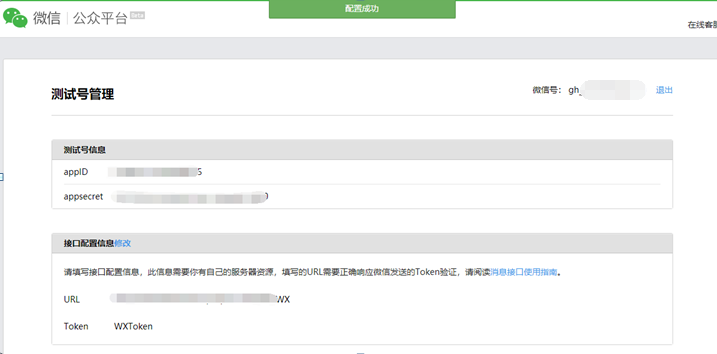 配置成功
微信 | 公众平台 Beta
在线客服
测试号管理
微信号： gh_ 退出
测试号信息
appID 5
appsecret 9
接口配置信息修改
请填写接口配置信息，此信息需要你有自己的服务器资源，填写的URL需要正确响应微信发送的Token验证，请阅读消息接口使用指南。
URL WX
Token WXToken